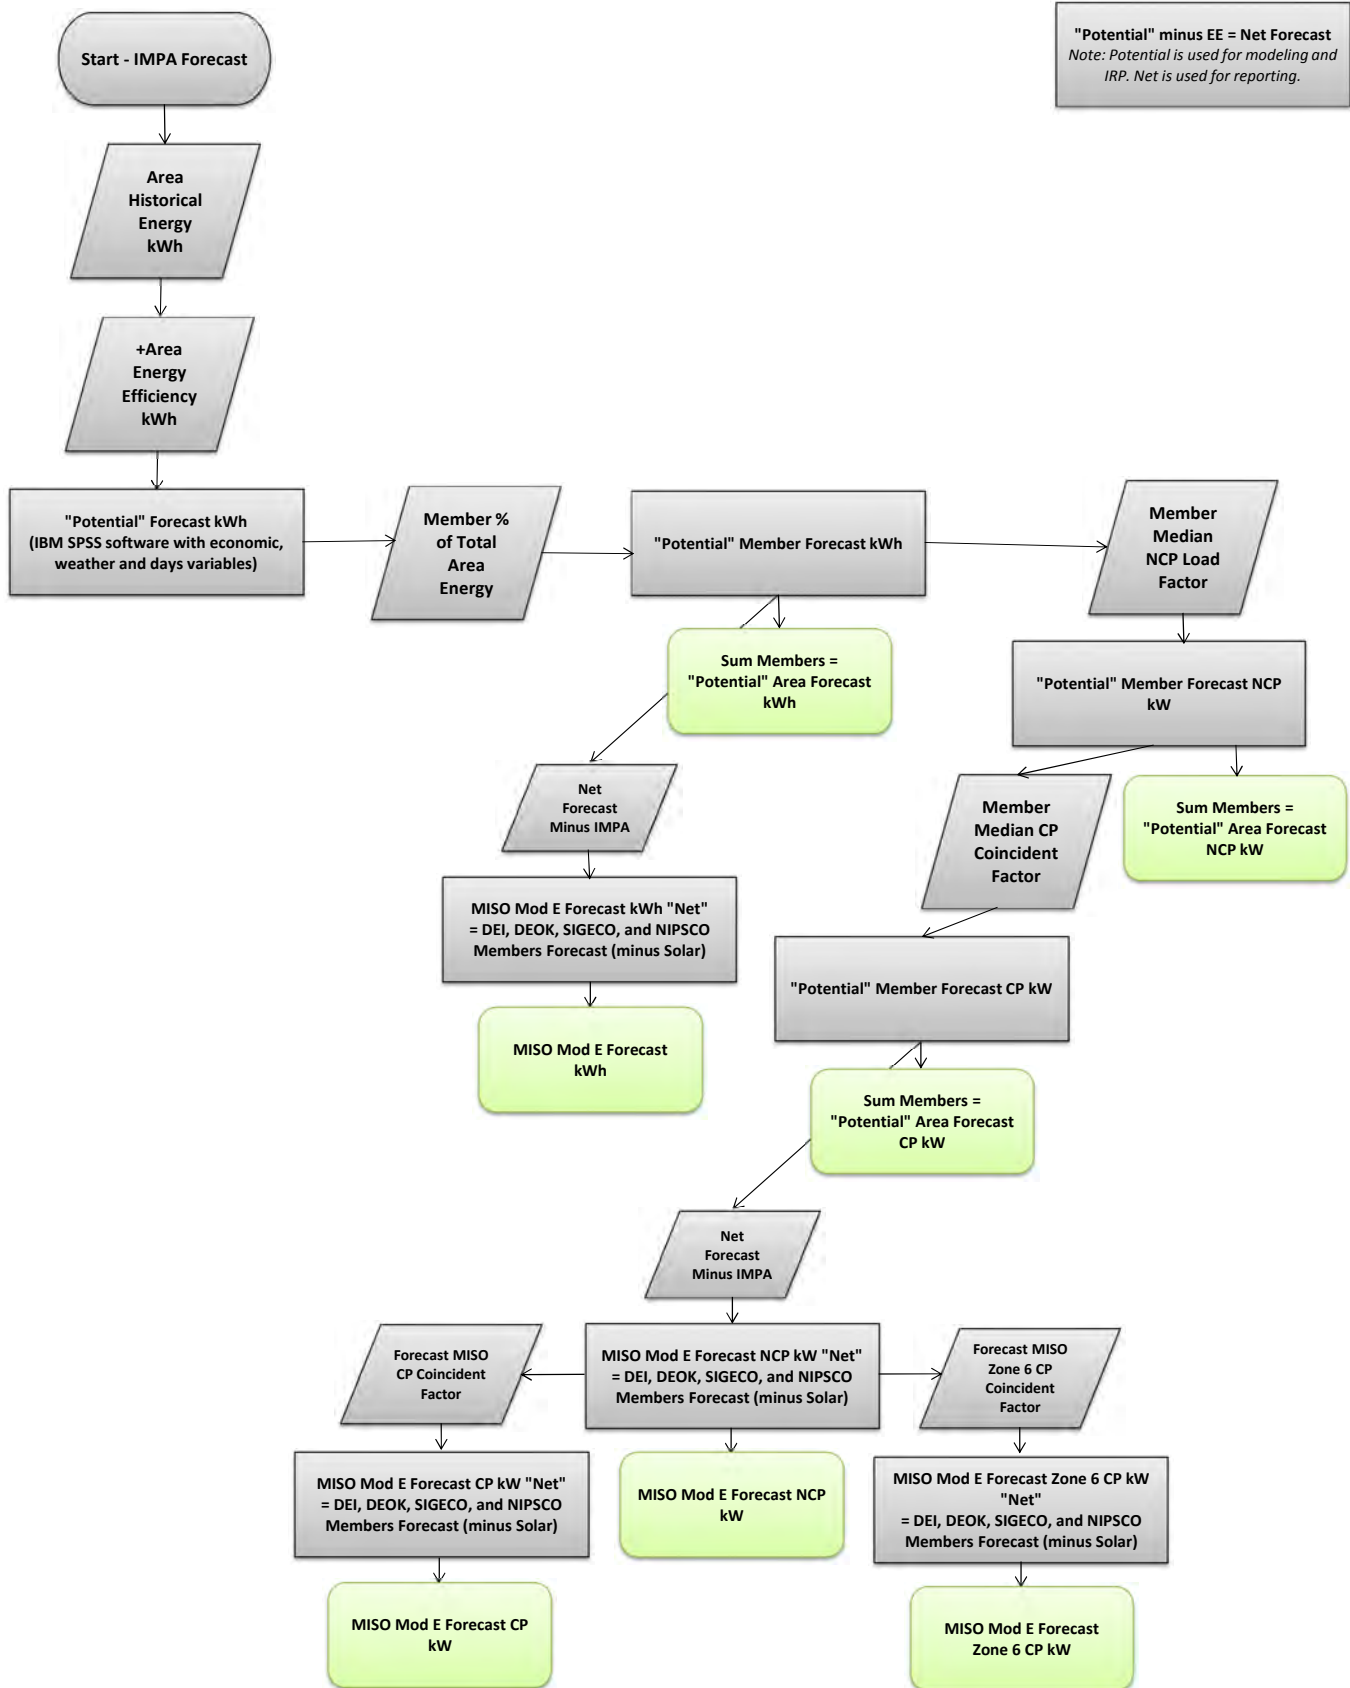 Start - IMPA Forecast
"Potential" minus EE = Net Forecast
Note: Potential is used for modeling and
IRP. Net is used for reporting.
Area
Historical
Energy
kWh
+Area
Energy
Efficiency
kWh
"Potential" Forecast kWh
(IBM SPSS software with economic,
weather and days variables)
Member %
of Total
Area
Energy
"Potential" Member Forecast kWh
Member
Median
NCP Load
Factor
Sum Members =
"Potential" Area Forecast
kWh
"Potential" Member Forecast NCP
kW
Net
Forecast
Minus IMPA
Member
Median CP
Coincident
Factor
Sum Members =
"Potential" Area Forecast
NCP kW
MISO Mod E Forecast kWh "Net"
= DEI, DEOK, SIGECO, and NIPSCO
Members Forecast (minus Solar)
"Potential" Member Forecast CP kW
MISO Mod E Forecast
kWh
Sum Members =
"Potential" Area Forecast
CP kW
Net
Forecast
Minus IMPA
Forecast MISO
CP Coincident
Factor
MISO Mod E Forecast NCP kW "Net"
= DEI, DEOK, SIGECO, and NIPSCO
Members Forecast (minus Solar)
Forecast MISO
Zone 6 CP
Coincident
Factor
MISO Mod E Forecast CP kW "Net"
= DEI, DEOK, SIGECO, and NIPSCO
Members Forecast (minus Solar)
MISO Mod E Forecast NCP
kW
MISO Mod E Forecast Zone 6 CP kW
"Net"
= DEI, DEOK, SIGECO, and NIPSCO
Members Forecast (minus Solar)
MISO Mod E Forecast CP
kW
MISO Mod E Forecast
Zone 6 CP kW